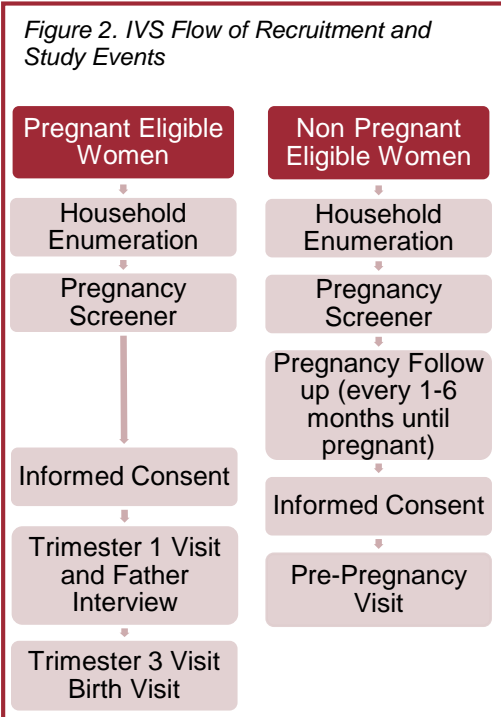 Figure 2. IVS Flow of Recruitment and
Study Events
Pregnant Eligible
Women
Household
Enumeration
Pregnancy
Screener
Informed Consent
Trimester 1 Visit
and Father
Interview
Trimester 3 Visit
Birth Visit
Non Pregnant
Eligible Women
Household
Enumeration
Pregnancy
Screener
Pregnancy Follow
up (every 1-6
months until
pregnant)
Informed Consent
Pre-Pregnancy
Visit